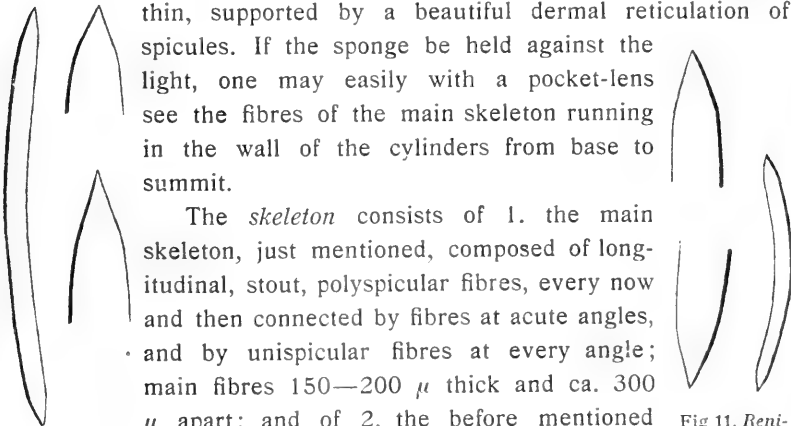 thin, supported by a beautiful dermal reticulation of
spicules. If the sponge be held against the
light, one may easily with a pocket-lens
see the fibres of the main skeleton running
in the wall of the cylinders from base to
summit.
The skeleton consists of 1. the main
skeleton, just mentioned, composed of long-
itudinal, stout, polyspicular fibres, every now
and then connected by fibres at acute angles,
and by unispicular fibres at every angle;
main fibres 150—200 μ thick and ca. 300
μ apart; and of 2. the before mentioned
Fig 11. Reni-